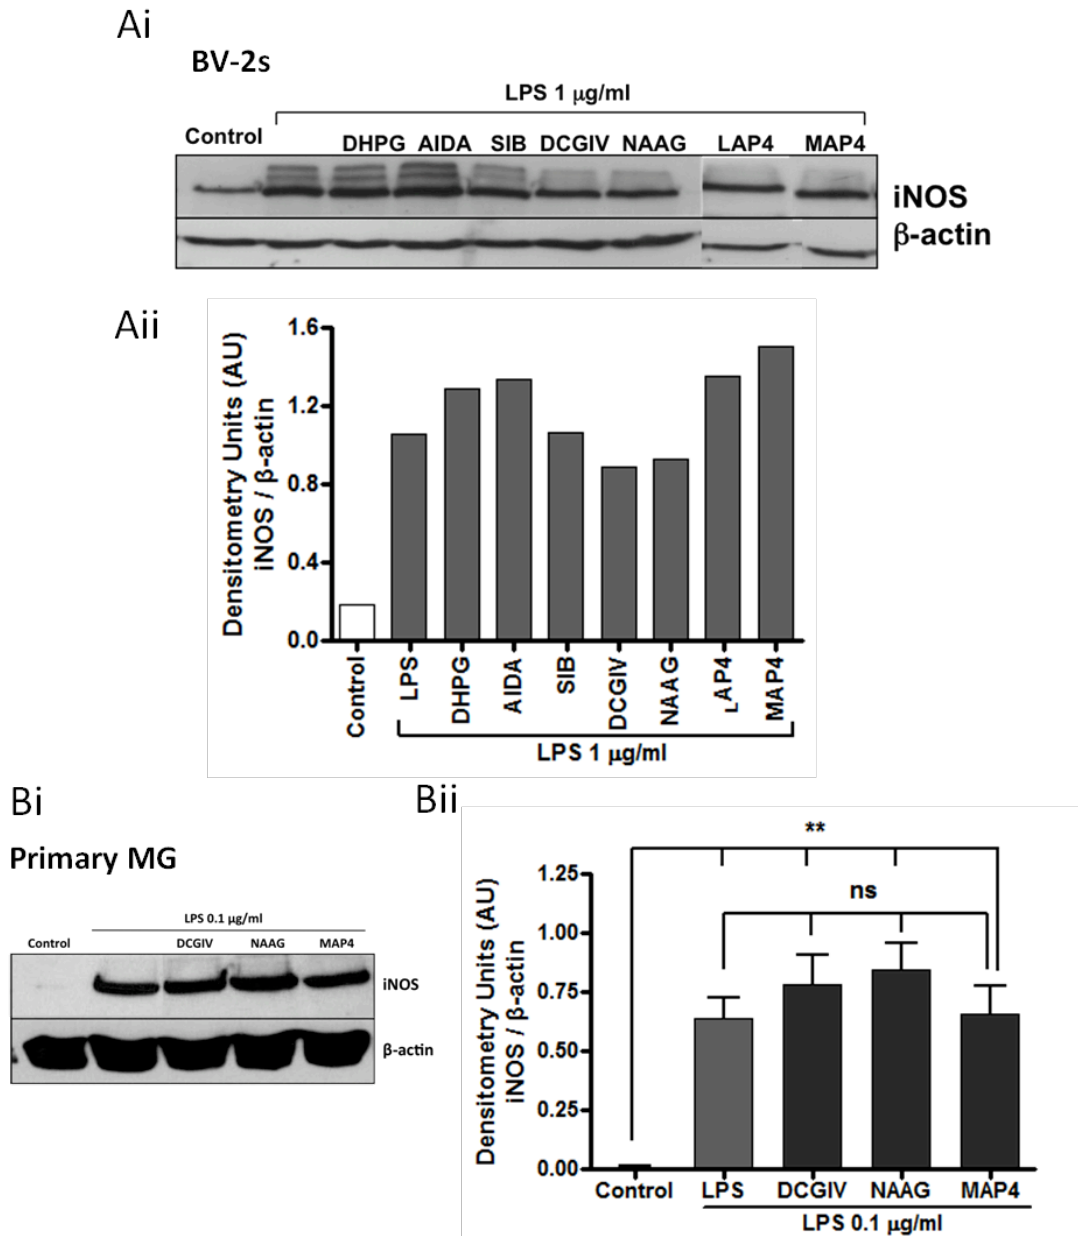 Ai
BV-2s
LPS 1 μg/ml
Control DHPG AIDA SIB DCGIV NAAG LAP4 MAP4
iNOS
β-actin
Aii
Densitometry Units (AU)
iNOS / β-actin
1.6
1.2
0.8
0.4
0.0
Control LPS DHPG AIDA SIB DCGIV NAAG LAP4 MAP4
LPS 1 μg/ml
Bi
Primary MG
LPS 0.1 μg/ml
Control DCGIV NAAG MAP4
iNOS
β-actin
Bii
**
ns
Densitometry Units (AU)
iNOS / β-actin
1.25
1.00
0.75
0.50
0.25
0.00
Control LPS DCGIV NAAG MAP4
LPS 0.1 μg/ml